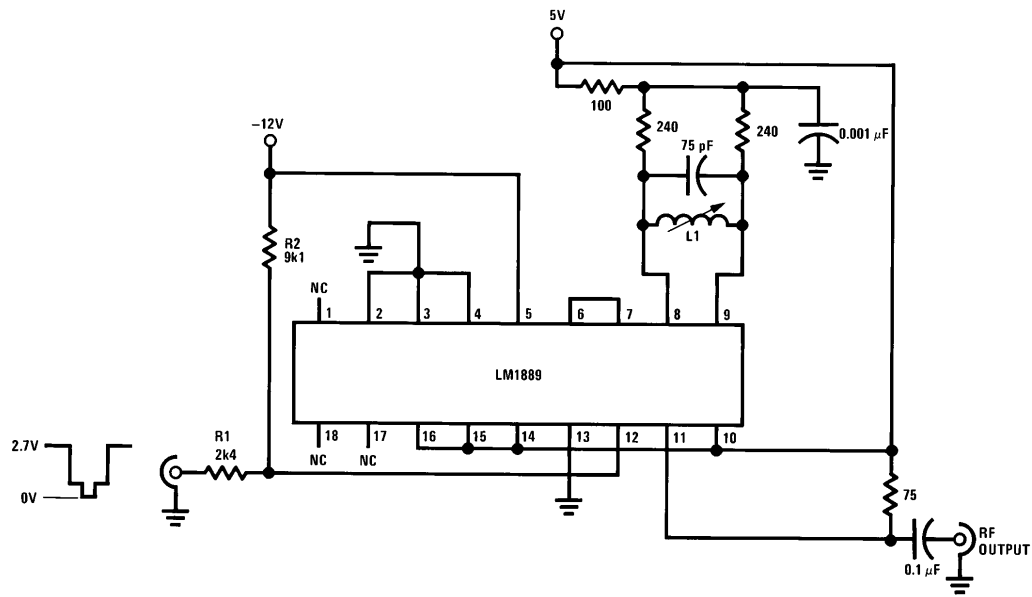 5V
100
240
240
0.001 μF
75 pF
L1
−12V
R2
9k1
NC
1
2
3
4
5
6
7
8
9
LM1889
18
17
16
15
14
13
12
11
10
NC
NC
2.7V
0V
R1
2k4
75
0.1 μF
RF
OUTPUT